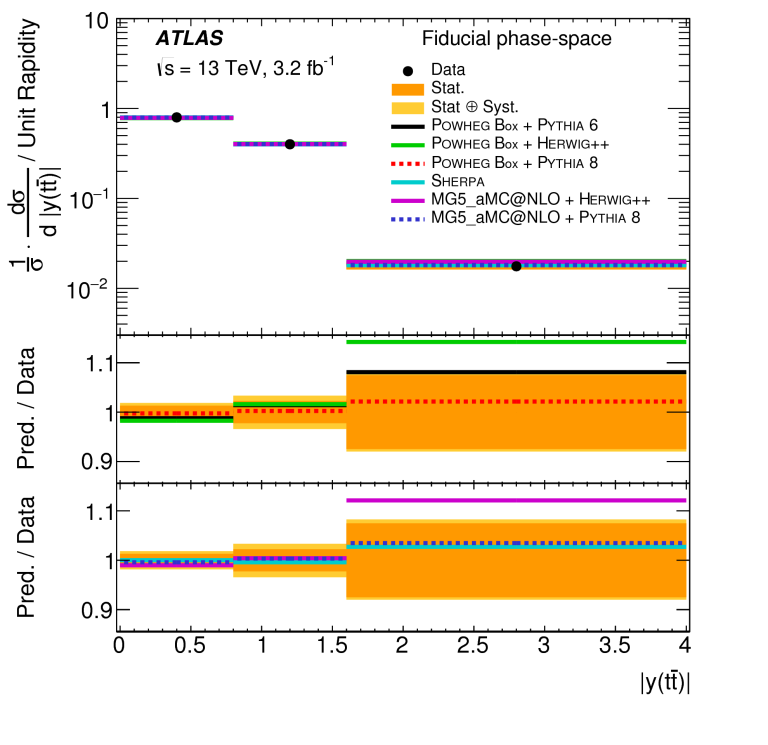 ATLAS
√s = 13 TeV, 3.2 fb⁻¹
Fiducial phase-space
Data
Stat.
Stat ⊕ Syst.
POWHEG BOX + PYTHIA 6
POWHEG BOX + HERWIG++
POWHEG BOX + PYTHIA 8
SHERPA
MG5_aMC@NLO + HERWIG++
MG5_aMC@NLO + PYTHIA 8
1/σ · dσ / d |y(tt̄)| / Unit Rapidity
10
1
10⁻¹
10⁻²
Pred. / Data
1.1
1
0.9
Pred. / Data
1.1
1
0.9
0 0.5 1 1.5 2 2.5 3 3.5 4
|y(tt̄)|